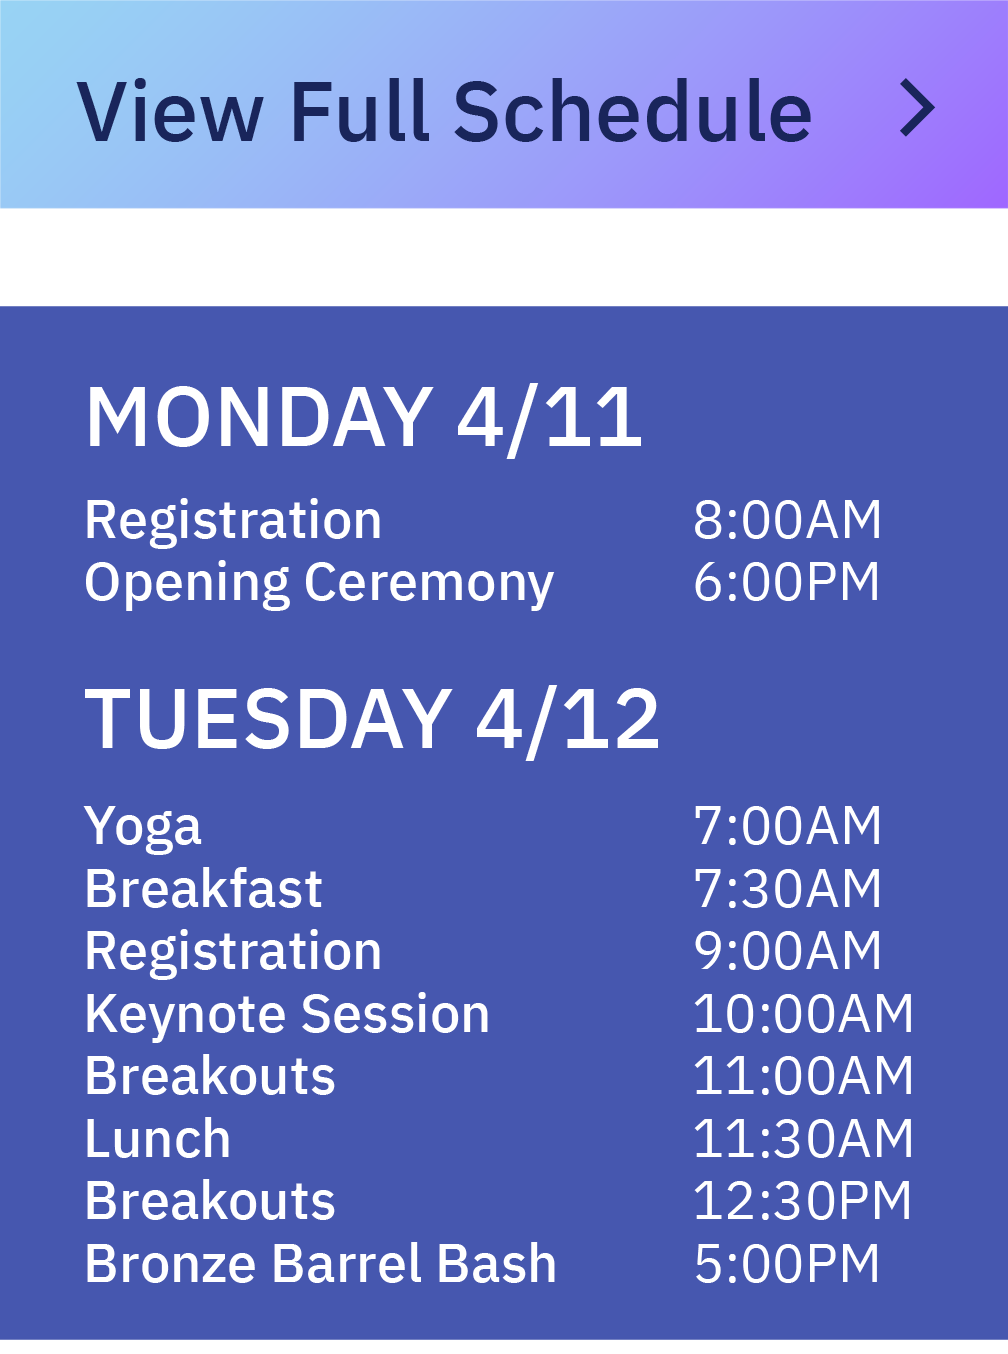 View Full Schedule
MONDAY 4/11
Registration 8:00AM
Opening Ceremony 6:00PM
TUESDAY 4/12
Yoga 7:00AM
Breakfast 7:30AM
Registration 9:00AM
Keynote Session 10:00AM
Breakouts 11:00AM
Lunch 11:30AM
Breakouts 12:30PM
Bronze Barrel Bash 5:00PM